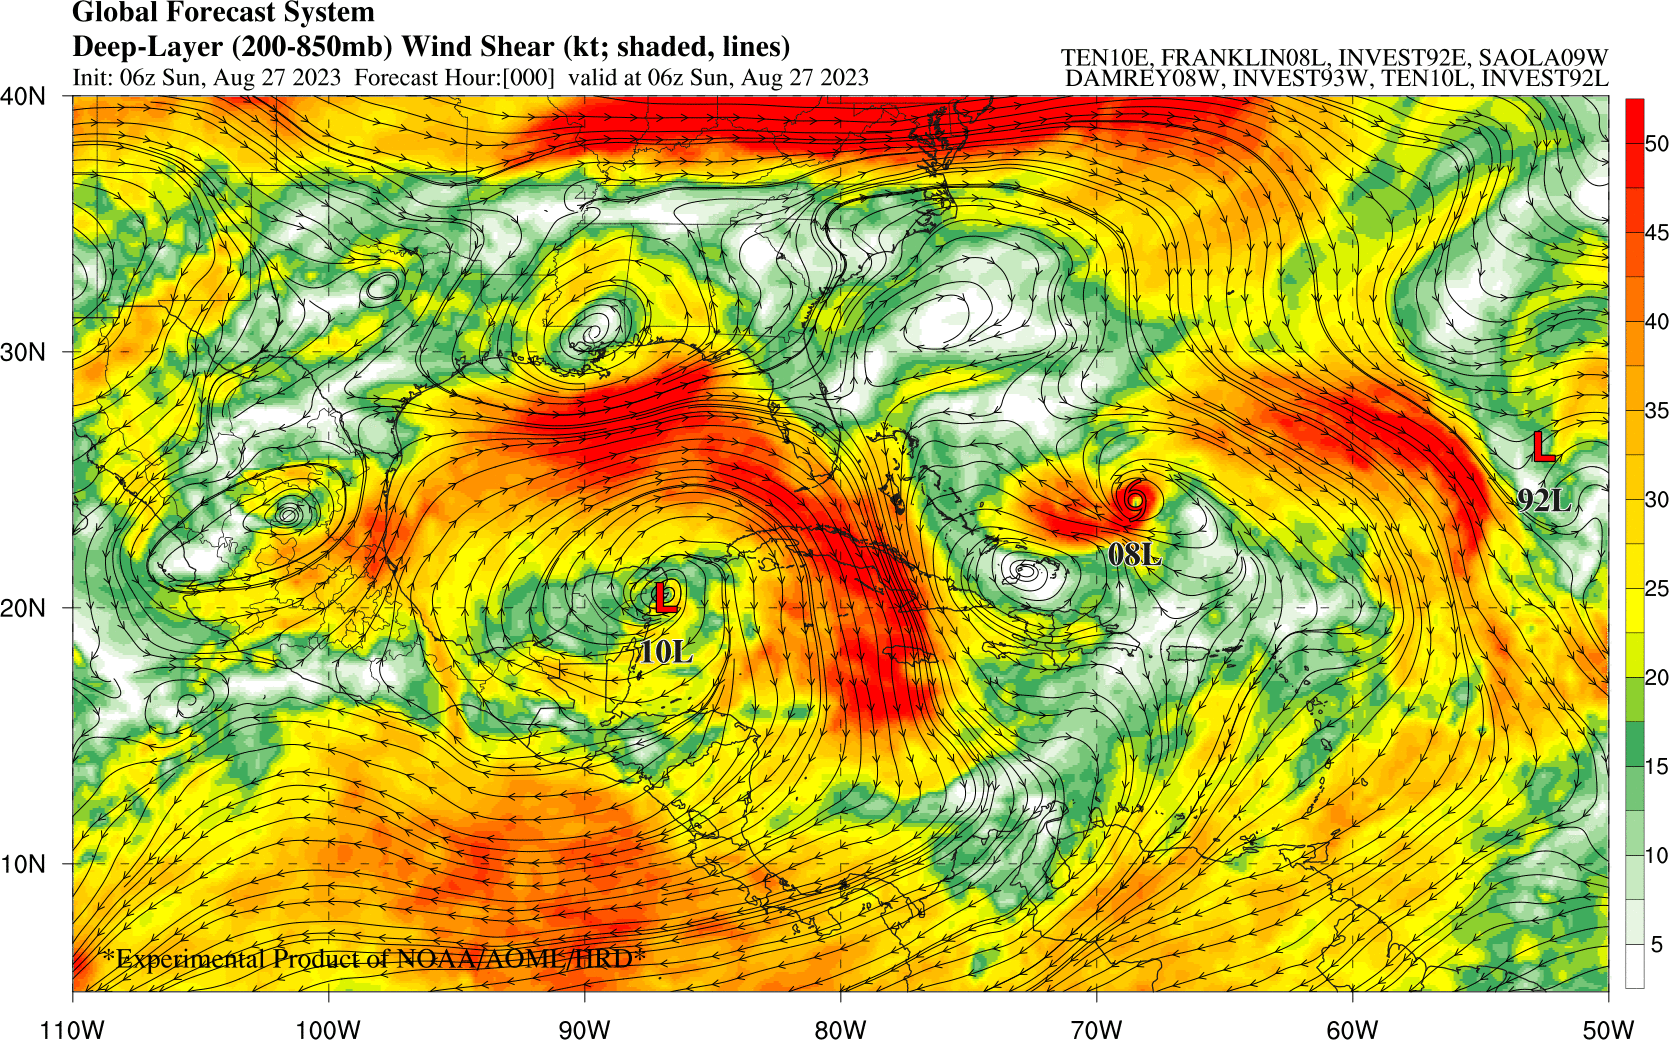 Global Forecast System
Deep-Layer (200-850mb) Wind Shear (kt; shaded, lines)
Init: 06z Sun, Aug 27 2023 Forecast Hour:[000] valid at 06z Sun, Aug 27 2023
TEN10E, FRANKLIN08L, INVEST92E, SAOLA09W
DAMREY08W, INVEST93W, TEN10L, INVEST92L
40N
30N
20N
10N
50
45
40
35
30
25
20
15
10
5
L
92L
08L
L
10L
*Experimental Product of NOAA/AOML/HRD*
110W 100W 90W 80W 70W 60W 50W